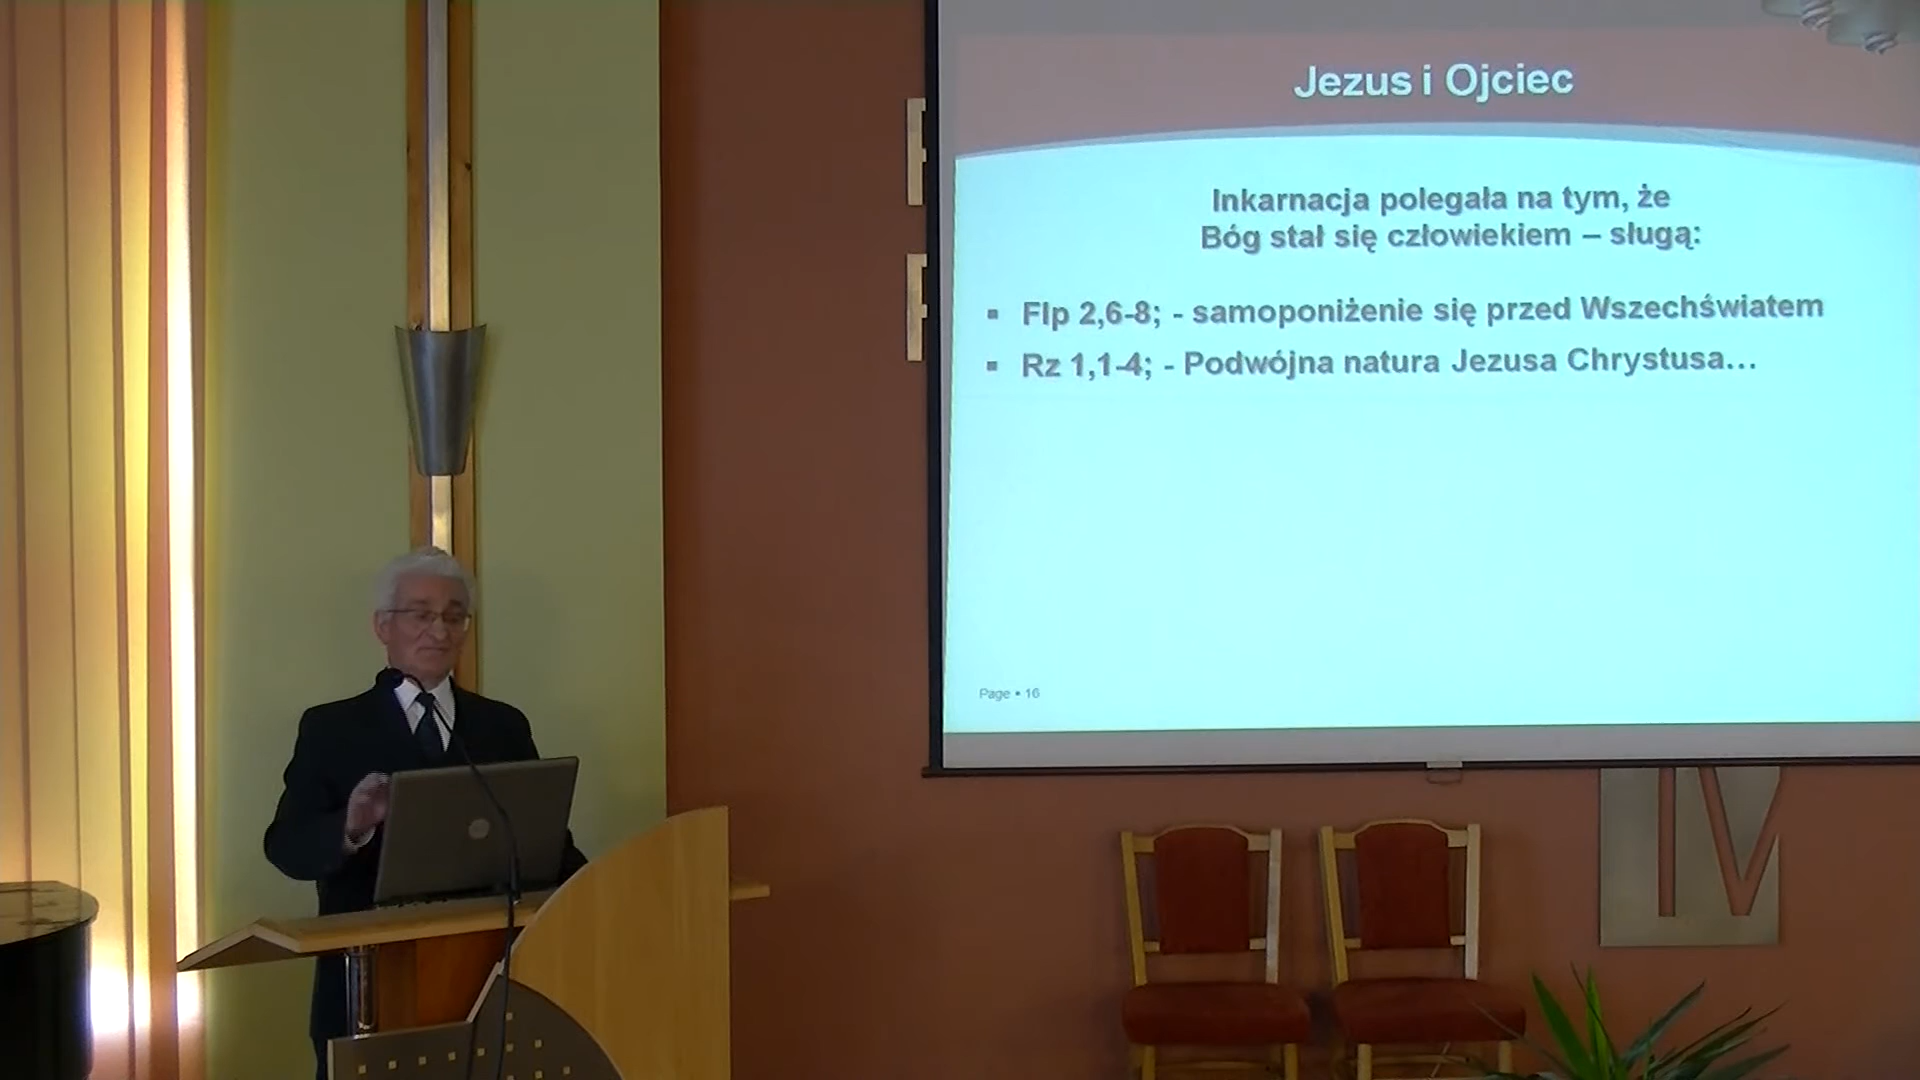 Jezus i Ojciec
Inkarnacja polegała na tym, że
Bóg stał się człowiekiem – sługą:
▪ Flp 2,6-8; - samoponiżenie się przed Wszechświatem
▪ Rz 1,1-4; - Podwójna natura Jezusa Chrystusa...
Page ▪ 16